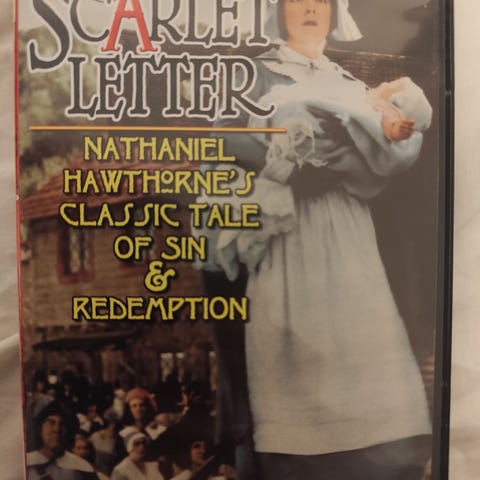 SCARLET
LETTER
NATHANIEL
HAWTHORNE'S
CLASSIC TALE
OF SIN
&
REDEMPTION